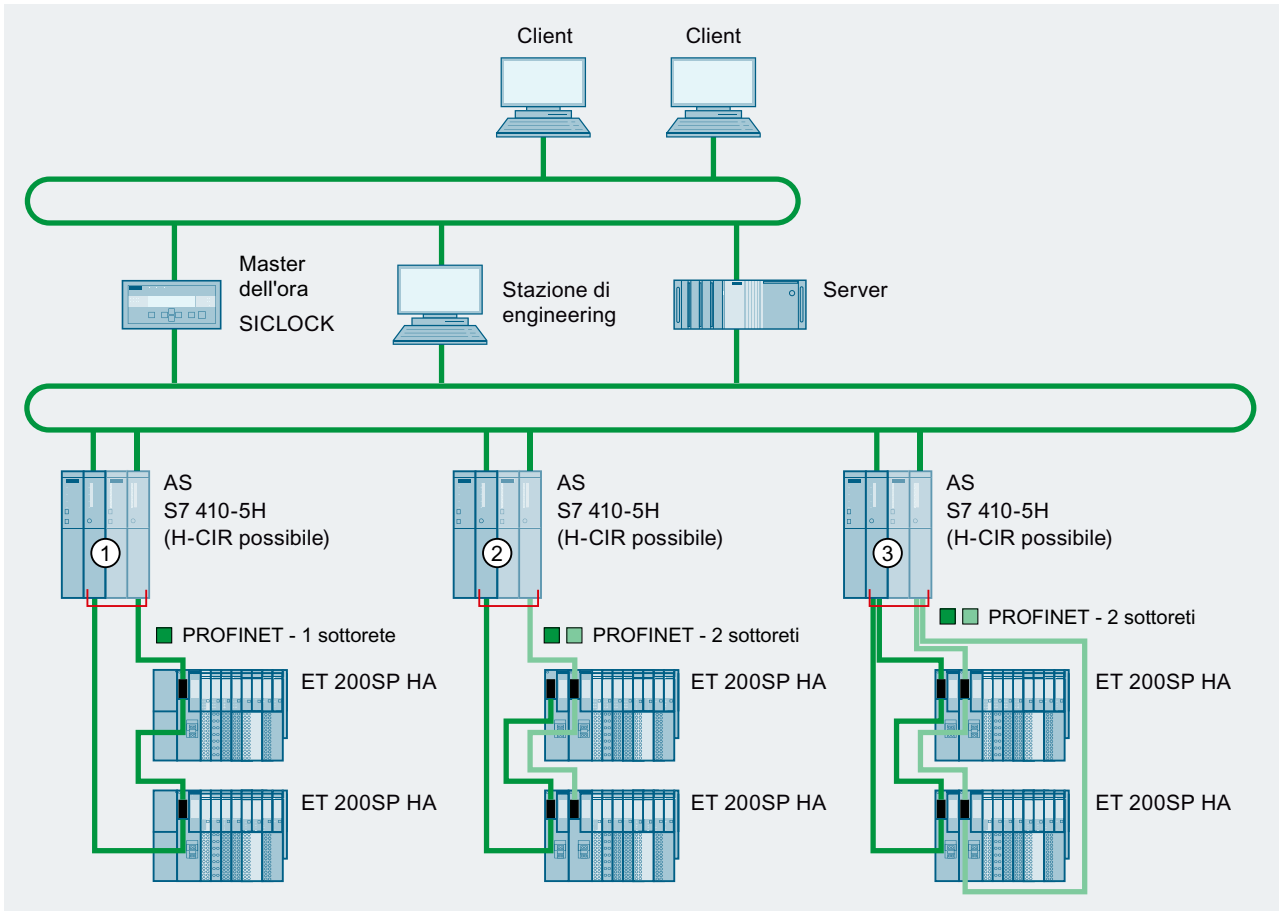 Client
Client
Master
dell'ora
SICLOCK
Stazione di
engineering
Server
AS
S7 410-5H
(H-CIR possibile)
1
AS
S7 410-5H
(H-CIR possibile)
2
AS
S7 410-5H
(H-CIR possibile)
3
PROFINET - 1 sottorete
PROFINET - 2 sottoreti
PROFINET - 2 sottoreti
ET 200SP HA
ET 200SP HA
ET 200SP HA
ET 200SP HA
ET 200SP HA
ET 200SP HA